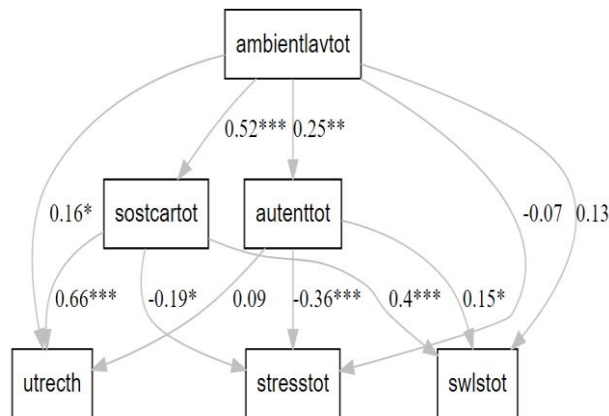 ambientlavtot
0.52*** 0.25**
sostcartot autenttot
0.16* -0.07 0.13
0.66*** -0.19* 0.09 -0.36*** 0.4*** 0.15*
utrecth stresstot swlstot